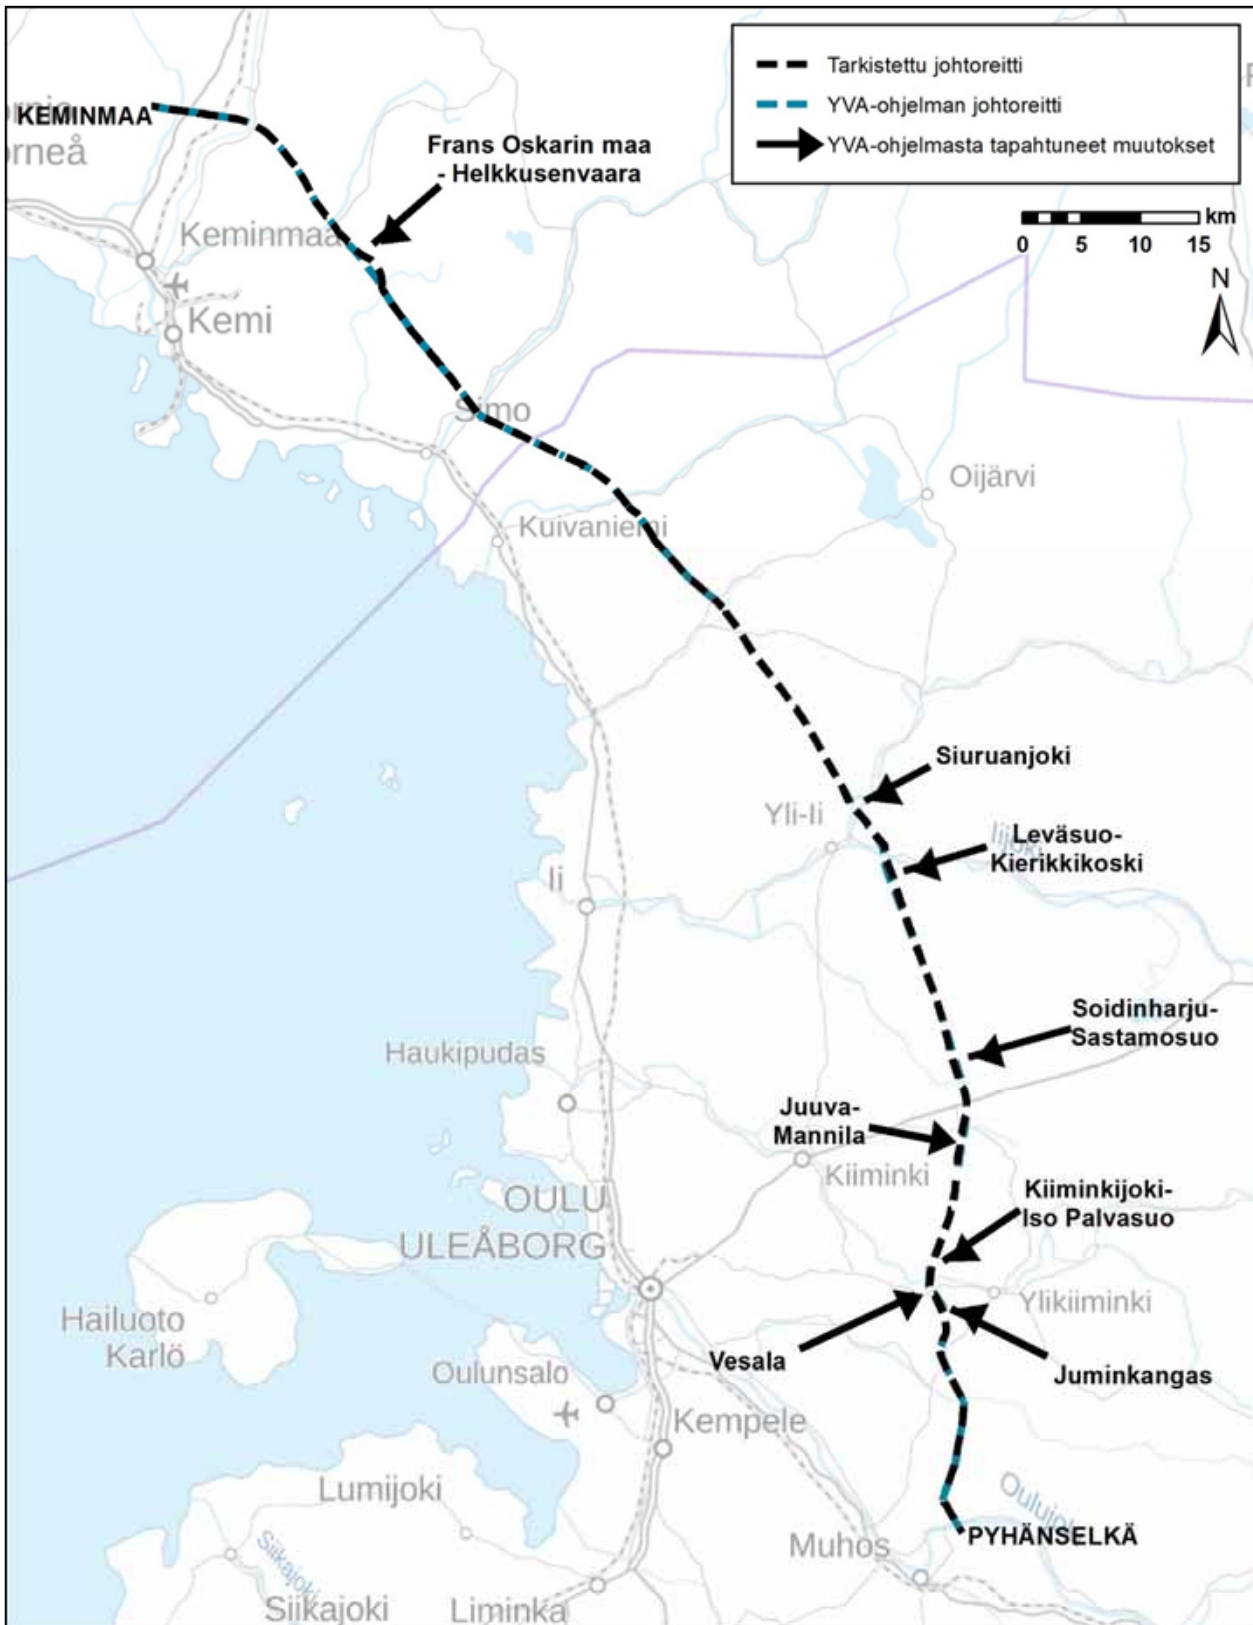 Tarkistettu johtoreitti
YVA-ohjelman johtoreitti
YVA-ohjelmasta tapahtuneet muutokset
KEMINMAA
orneå
Frans Oskarin maa
- Helkkusenvaara
km
0 5 10 15
N
Keminmaa
Kemi
Simo
Oijärvi
Kuivaniemi
Siuruanjoki
Yli-Ii
Iijoki
Leväsuo-
Kierikkikoski
Ii
Soidinharju-
Sastamosuo
Haukipudas
Juuva-
Mannila
Kiiminki
Kiiminkijoki-
Iso Palvasuo
OULU
ULEÅBORG
Ylikiiminki
Hailuoto
Karlö
Vesala
Juminkangas
Oulunsalo
Kempele
Lumijoki
Oulujoki
PYHÄNSELKÄ
Muhos
Siikajoki
Siikajoki
Liminka